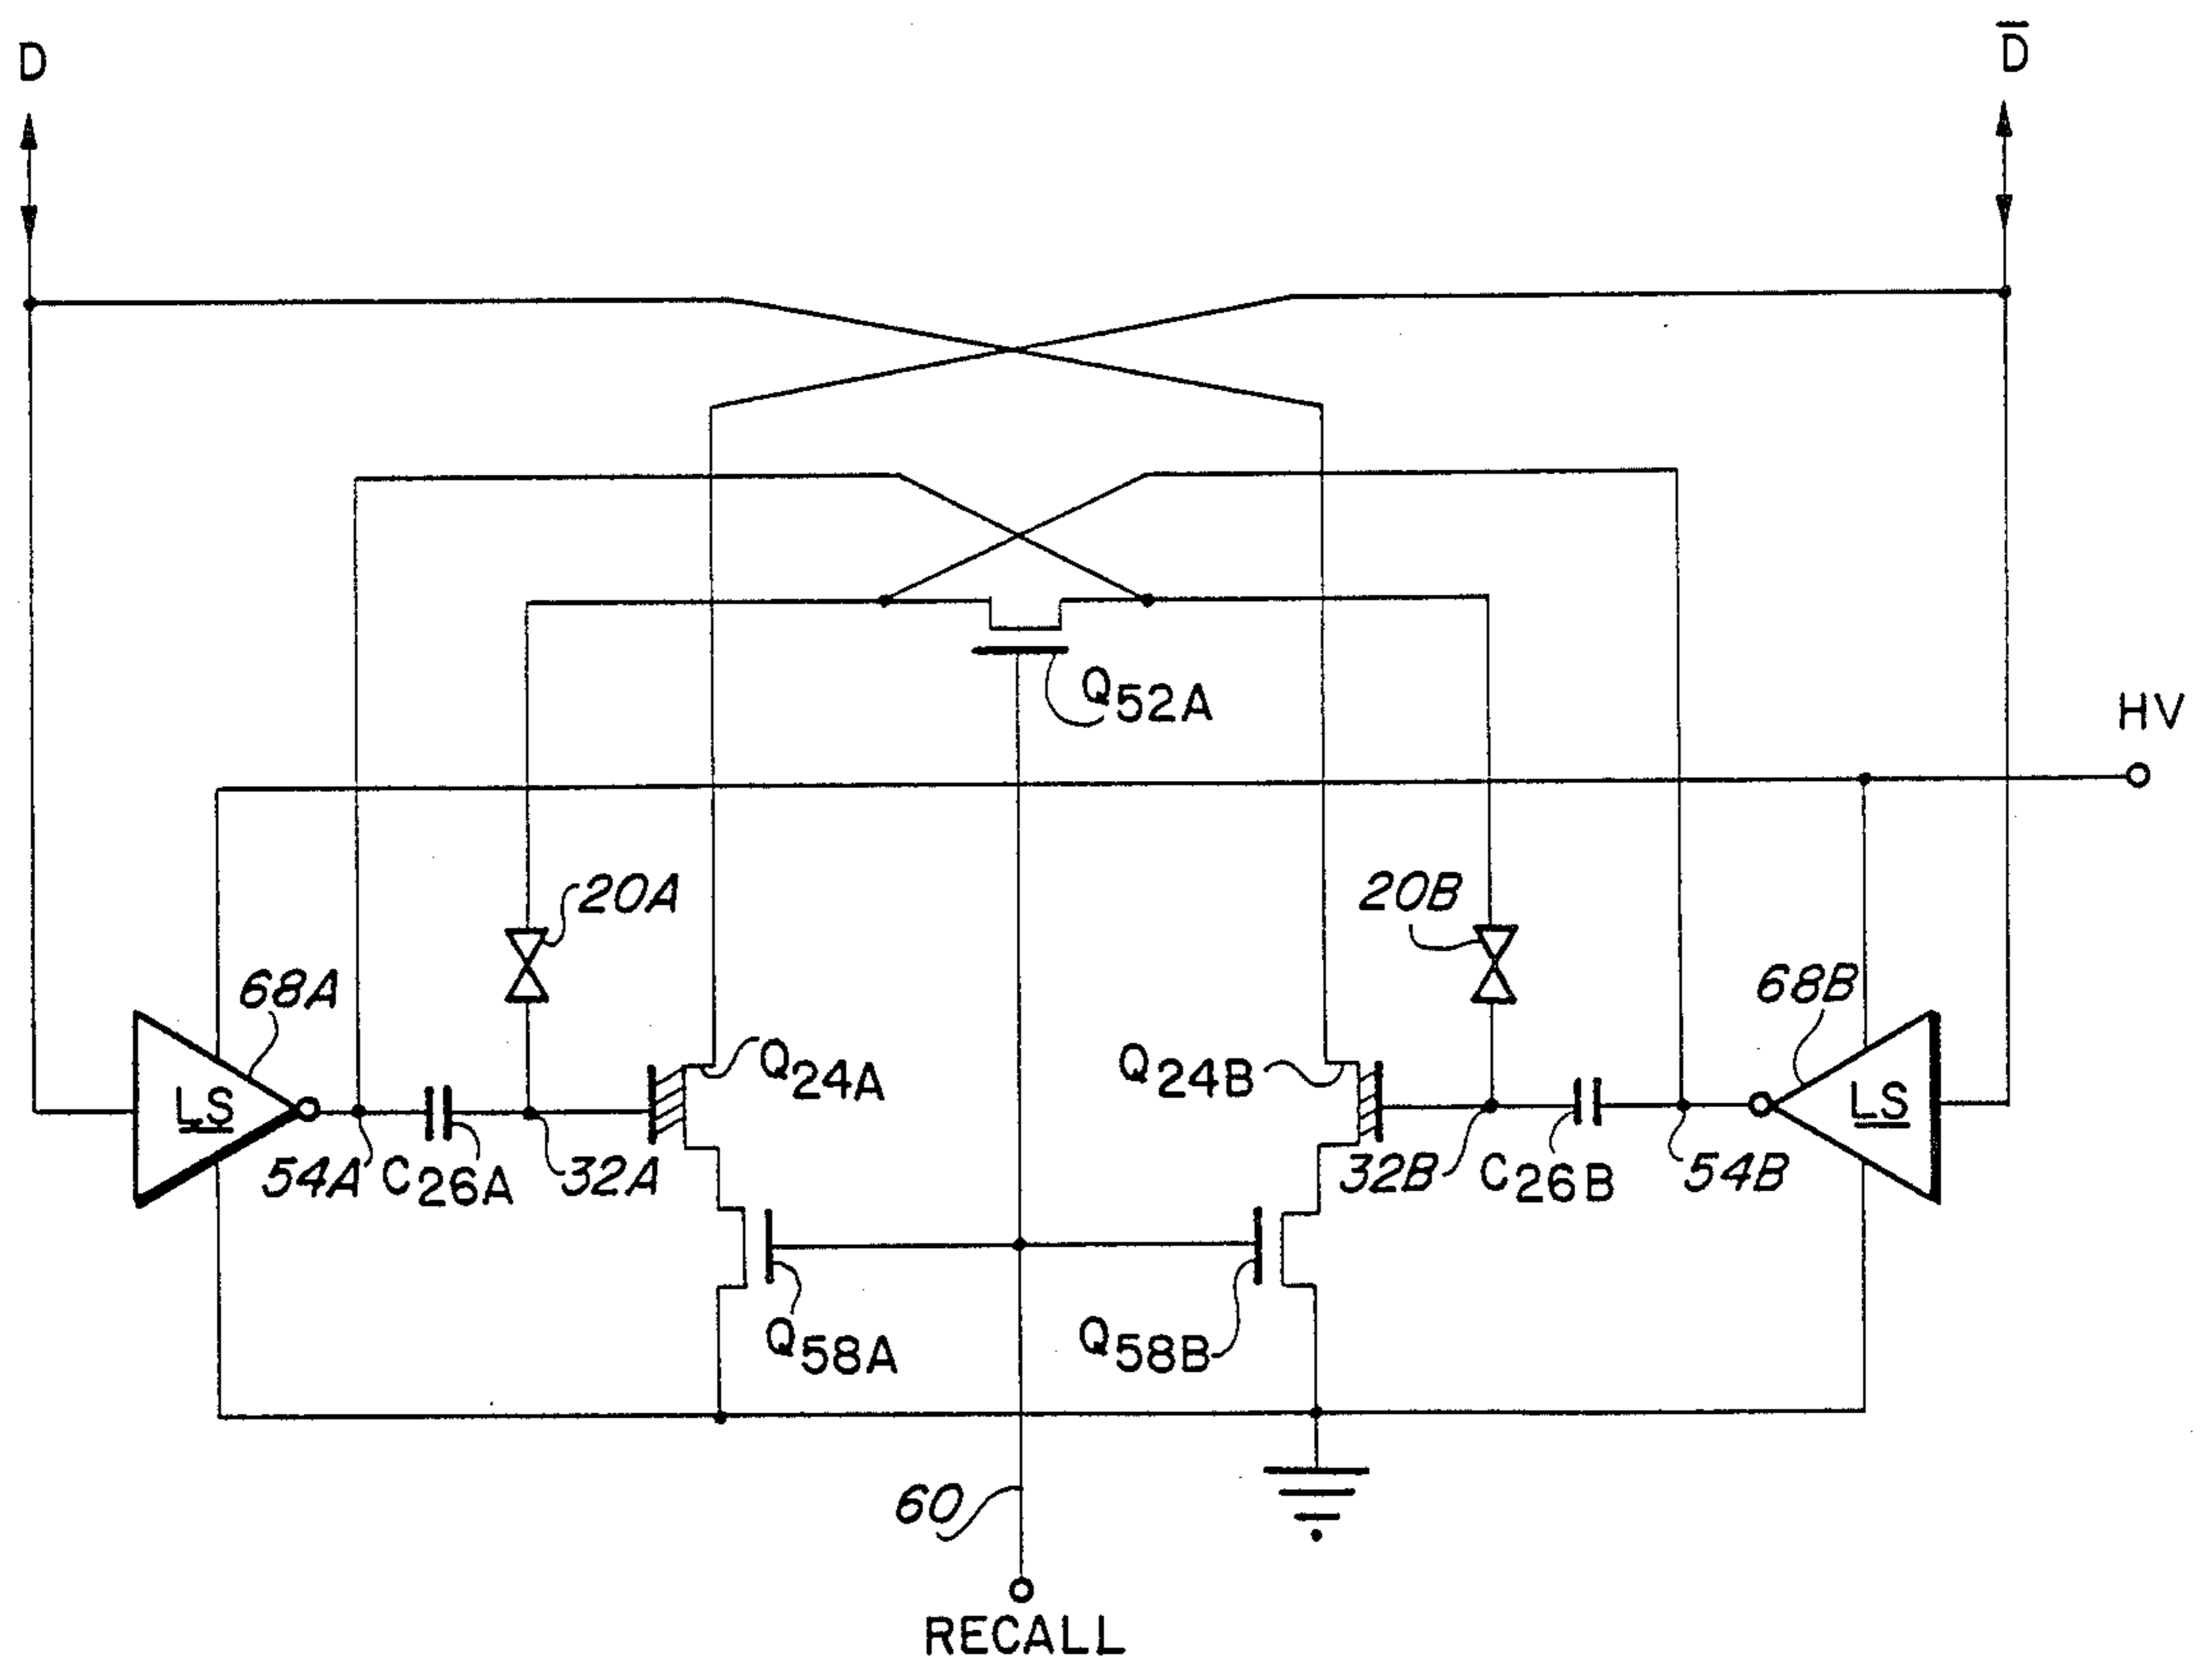 D
D̅
Q52A
HV
20A
20B
68A
68B
Q24A
Q24B
LS
LS
54A
C26A
32A
32B
C26B
54B
Q58A
Q58B
60
RECALL